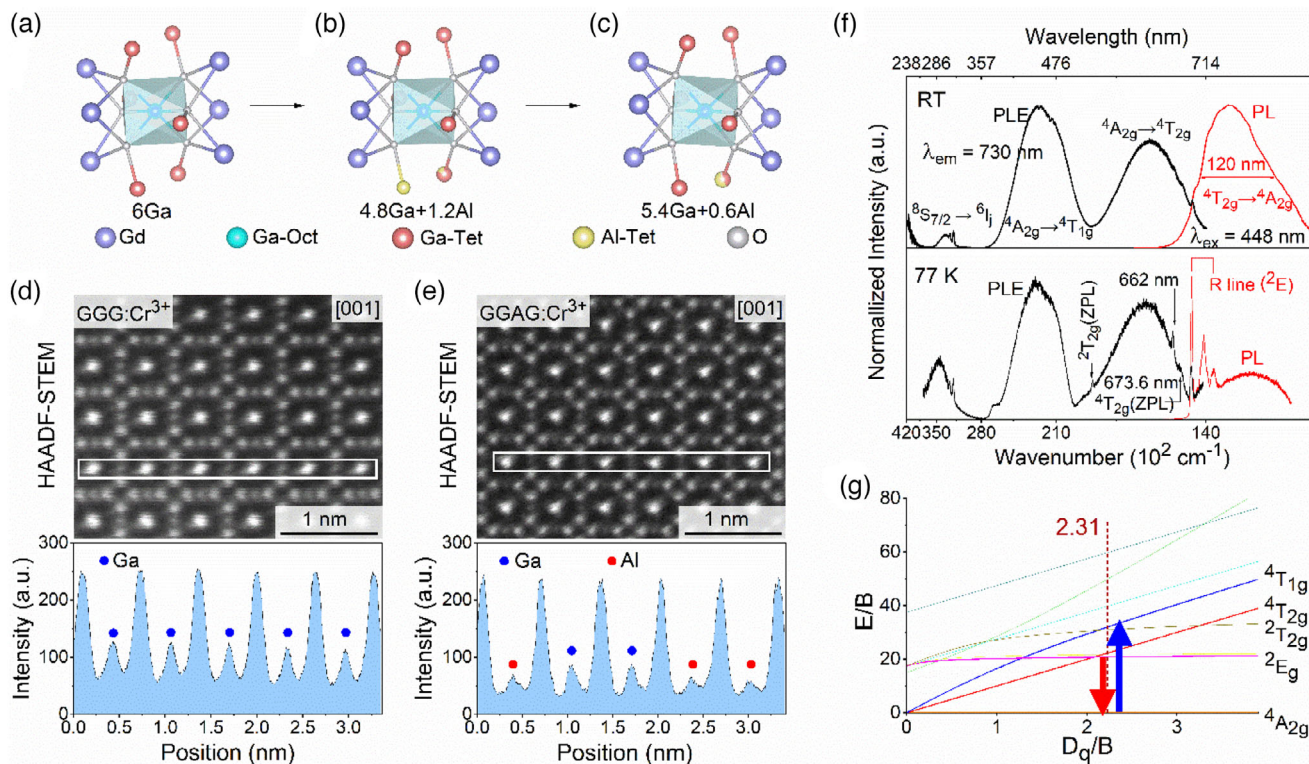 (a)
(b)
(c)
6Ga
4.8Ga+1.2Al
5.4Ga+0.6Al
Gd
Ga-Oct
Ga-Tet
Al-Tet
O
(d)
HAADF-STEM
GGG:Cr³⁺
[001]
1 nm
Intensity (a.u.)
300
200
100
0
Ga
0.0 0.5 1.0 1.5 2.0 2.5 3.0
Position (nm)
(e)
HAADF-STEM
GGAG:Cr³⁺
[001]
1 nm
Intensity (a.u.)
300
200
100
0
Ga
Al
0.0 0.5 1.0 1.5 2.0 2.5 3.0
Position (nm)
(f)
Wavelength (nm)
238 286 357 476 714
Normallized Intensity (a.u.)
RT
PLE
λem = 730 nm
⁴A2g→⁴T2g
PL
120 nm
⁴T2g→⁴A2g
⁸S7/2→⁶Ij
⁴A2g→⁴T1g
λex = 448 nm
77 K
PLE
662 nm
R line (²E)
²T2g(ZPL)
673.6 nm
⁴T2g(ZPL)
PL
420 350 280 210 140
Wavenumber (10² cm⁻¹)
(g)
E/B
80
60
40
20
0
2.31
⁴T1g
⁴T2g
²T2g
²Eg
⁴A2g
0 1 2 3
Dq/B